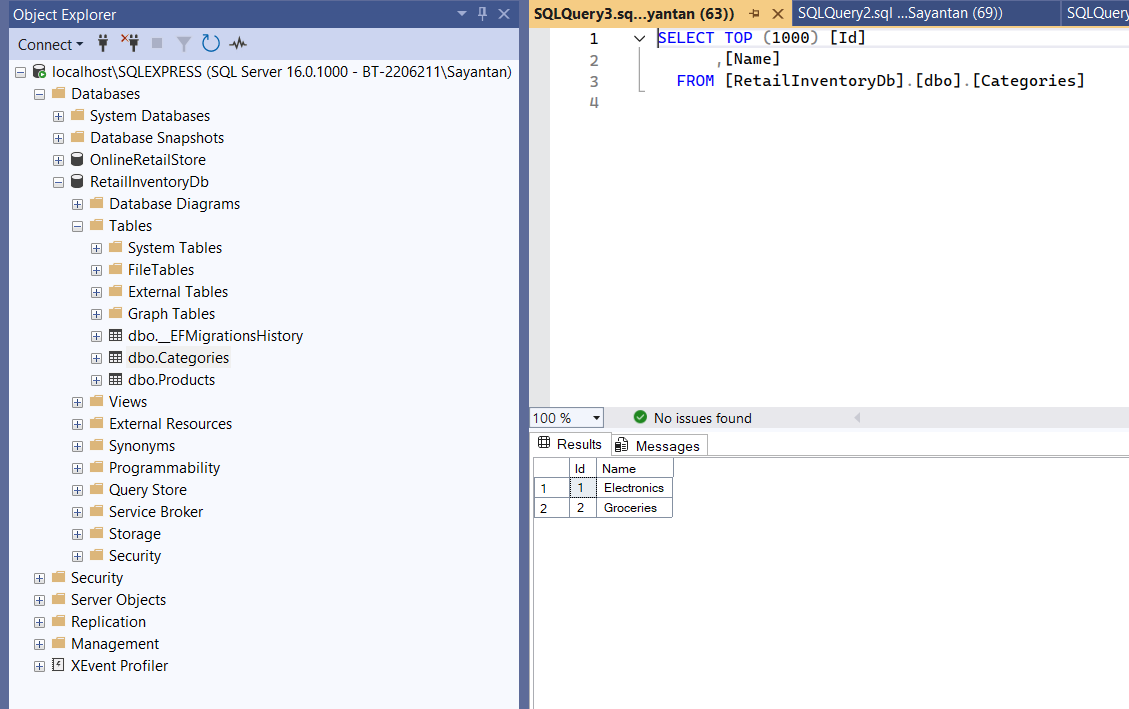 Object Explorer
Connect
localhost\SQLEXPRESS (SQL Server 16.0.1000 - BT-2206211\Sayantan)
Databases
System Databases
Database Snapshots
OnlineRetailStore
RetailInventoryDb
Database Diagrams
Tables
System Tables
FileTables
External Tables
Graph Tables
dbo.__EFMigrationsHistory
dbo.Categories
dbo.Products
Views
External Resources
Synonyms
Programmability
Query Store
Service Broker
Storage
Security
Security
Server Objects
Replication
Management
XEvent Profiler
SQLQuery3.sq...yantan (63)) SQLQuery2.sql ...Sayantan (69)) SQLQuery
1 SELECT TOP (1000) [Id]
2 ,[Name]
3 FROM [RetailInventoryDb].[dbo].[Categories]
4
100 % No issues found
Results Messages
Id Name
1 1 Electronics
2 2 Groceries